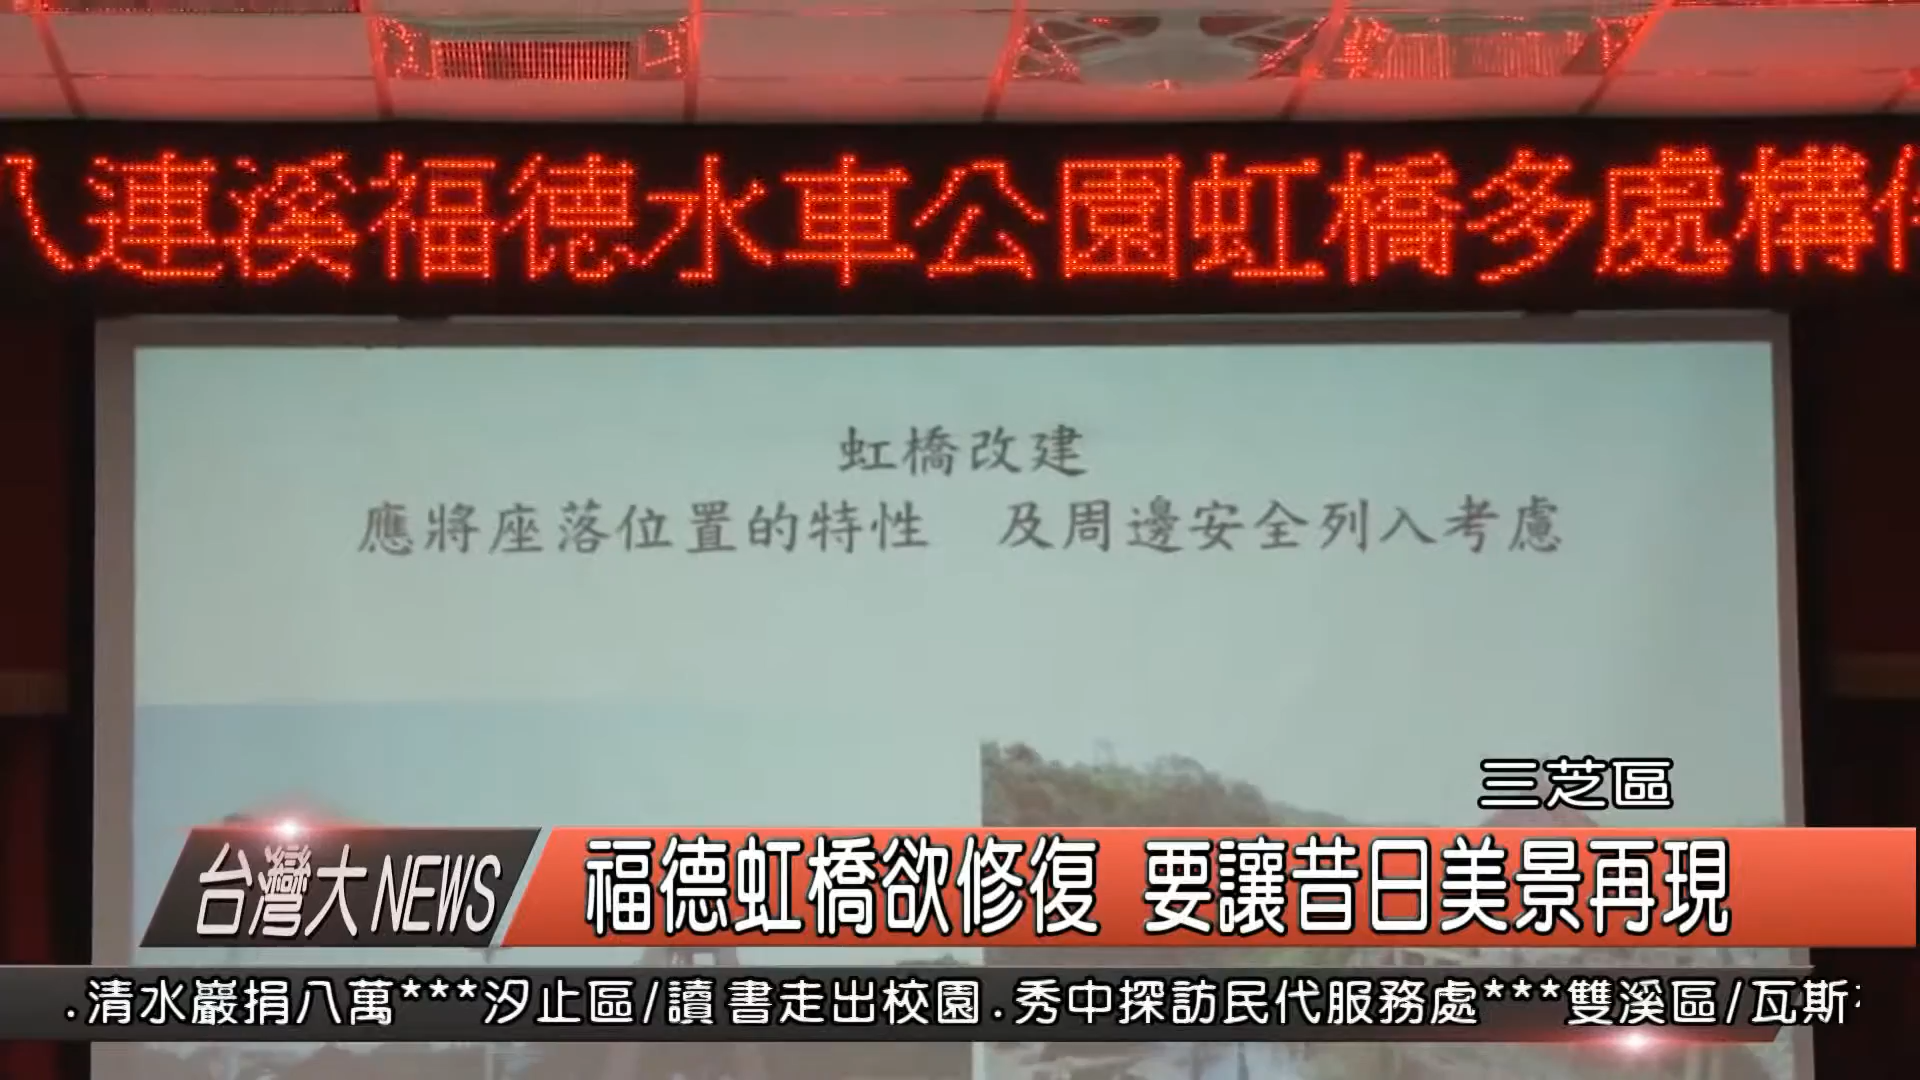 八連溪福德水車公園虹橋多處構件
虹橋改建
應將座落位置的特性 及周邊安全列入考慮
三芝區
台灣大NEWS
福德虹橋欲修復 要讓昔日美景再現
.清水巖捐八萬***汐止區/讀書走出校園.秀中探訪民代服務處***雙溪區/瓦斯